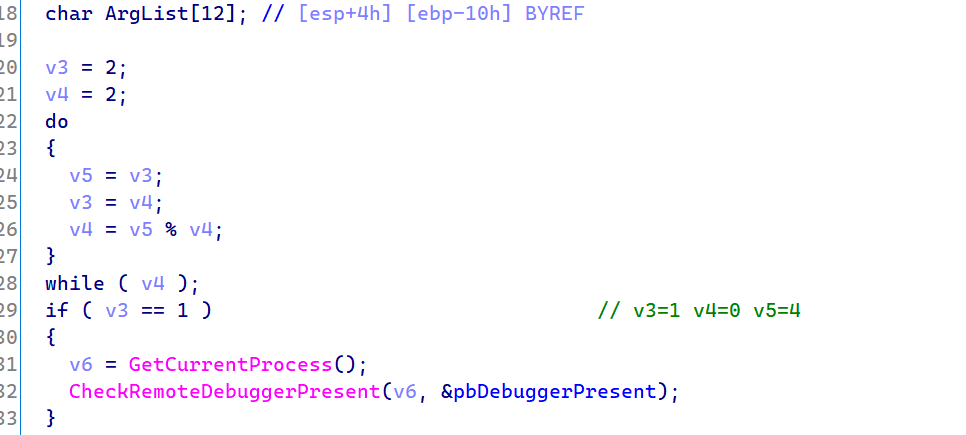 18 char ArgList[12]; // [esp+4h] [ebp-10h] BYREF
19
20 v3 = 2;
21 v4 = 2;
22 do
23 {
24 v5 = v3;
25 v3 = v4;
26 v4 = v5 % v4;
27 }
28 while ( v4 );
29 if ( v3 == 1 ) // v3=1 v4=0 v5=4
30 {
31 v6 = GetCurrentProcess();
32 CheckRemoteDebuggerPresent(v6, &pbDebuggerPresent);
33 }